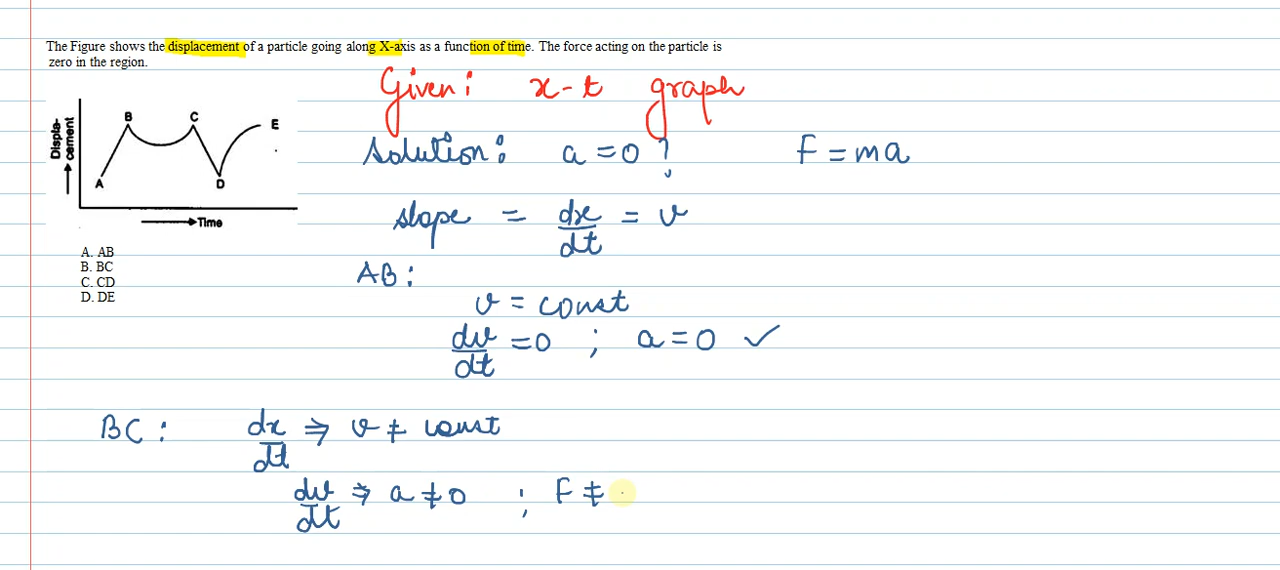 The Figure shows the displacement of a particle going along X-axis as a function of time. The force acting on the particle is
zero in the region.
Given: x-t graph
Displa-
cement
B
C
E
A
D
Time
Solution: a = 0 ? F = ma
slope = dx/dt = v
A. AB
B. BC
C. CD
D. DE
AB:
v = const
dv/dt = 0 ; a = 0 ✓
BC: dx/dt ⇒ v ≠ const
dv/dt ⇒ a ≠ 0 ; F ≠